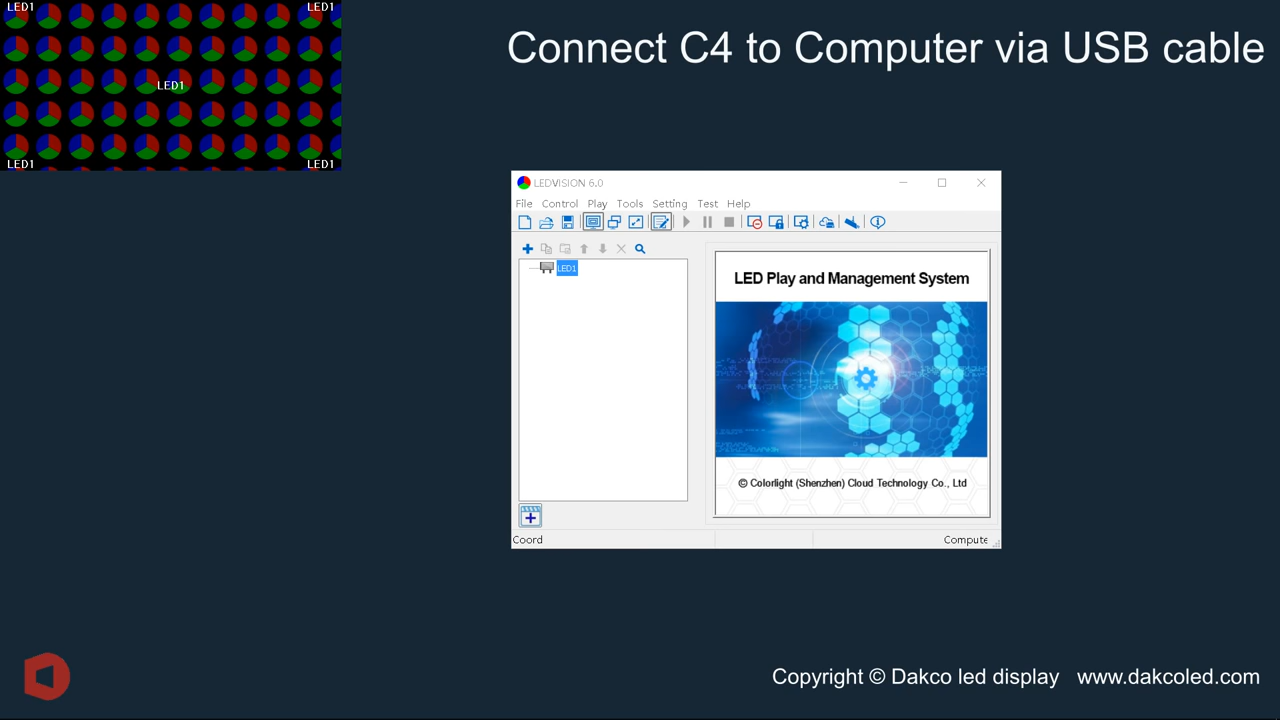 LED1 LED1
Connect C4 to Computer via USB cable
LED1
LED1 LED1
LEDVISION 6.0
File Control Play Tools Setting Test Help
LED1
LED Play and Management System
© Colorlight (Shenzhen) Cloud Technology Co., Ltd
Coord
Compute
Copyright © Dakco led display www.dakcoled.com